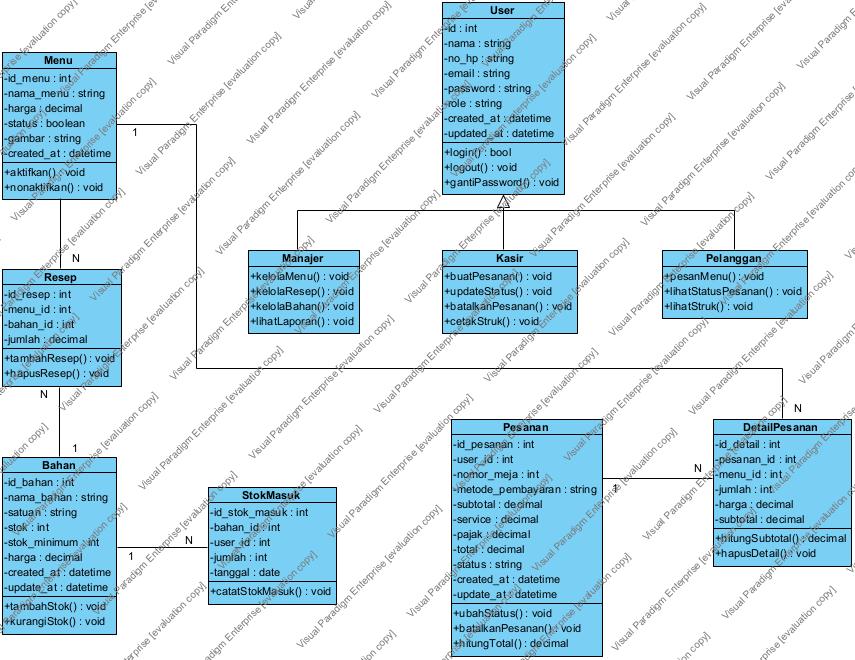 User
-id : int
-nama : string
-no_hp : string
-email : string
-password : string
-role : string
-created_at : datetime
-updated_at : datetime
+login() : bool
+logout() : void
+gantiPassword() : void
Menu
-id_menu : int
-nama_menu : string
-harga : decimal
-status : boolean
-gambar : string
-created_at : datetime
+aktifkan() : void
+nonaktifkan() : void
1
N
Manajer
+kelolaMenu() : void
+kelolaResep() : void
+kelolaBahan() : void
+lihatLaporan() : void
Kasir
+buatPesanan() : void
+updateStatus() : void
+batalkanPesanan() : void
+cetakStruk() : void
Pelanggan
+pesanMenu() : void
+lihatStatusPesanan() : void
+lihatStruk() : void
Resep
-id_resep : int
-menu_id : int
-bahan_id : int
-jumlah : decimal
+tambahResep() : void
+hapusResep() : void
N
1
Bahan
-id_bahan : int
-nama_bahan : string
-satuan : string
-stok : int
-stok_minimum : int
-harga : decimal
-created_at : datetime
-update_at : datetime
+tambahStok() : void
+kurangiStok() : void
1
N
StokMasuk
-id_stok_masuk : int
-bahan_id : int
-user_id : int
-jumlah : int
-tanggal : date
+catatStokMasuk() : void
Pesanan
-id_pesanan : int
-user_id : int
-nomor_meja : int
-metode_pembayaran : string
-subtotal : decimal
-service : decimal
-pajak : decimal
-total : decimal
-status : string
-created_at : datetime
-update_at : datetime
+ubahStatus() : void
+batalkanPesanan() : void
+hitungTotal() : decimal
1
N
N
DetailPesanan
-id_detail : int
-pesanan_id : int
-menu_id : int
-jumlah : int
-harga : decimal
-subtotal : decimal
+hitungSubtotal() : decimal
+hapusDetail() : void
Visual Paradigm Enterprise [evaluation copy]